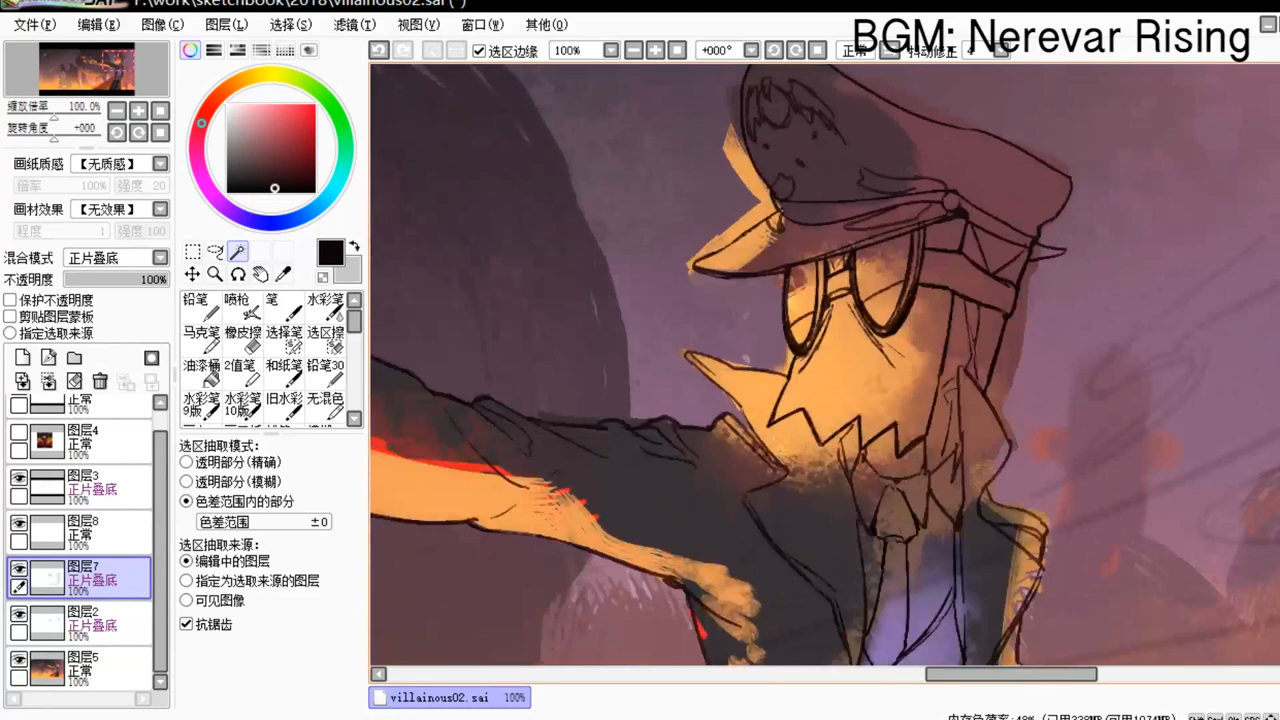 F:\work\sketchbook\2018\villainous02.sai (*)
文件(F) 编辑(E) 图像(C) 图层(L) 选择(S) 滤镜(T) 视图(V) 窗口(W) 其他(O)
BGM: Nerevar Rising
选区边缘 100% +000° 正常 抖动修正 4
缩放倍率 100.0%
旋转角度 +000
画纸质感 【无质感】
倍率 100% 强度 20
画材效果 【无效果】
程度 1 强度 100
混合模式 正片叠底
不透明度 100%
保护不透明度
剪贴图层蒙板
指定选取来源
正常
100%
图层4
正常
100%
图层3
正片叠底
100%
图层8
正常
100%
图层7
正片叠底
100%
图层2
正片叠底
100%
图层5
正常
100%
铅笔 喷枪 笔 水彩笔
马克笔 橡皮擦 选择笔 选区擦
油漆桶 2值笔 和纸笔 铅笔30
水彩笔9版 水彩笔10版 旧水彩 无混色
选区抽取模式:
透明部分(精确)
透明部分(模糊)
色差范围内的部分
色差范围 ±0
选区抽取来源:
编辑中的图层
指定为选取来源的图层
可见图像
抗锯齿
villainous02.sai 100%